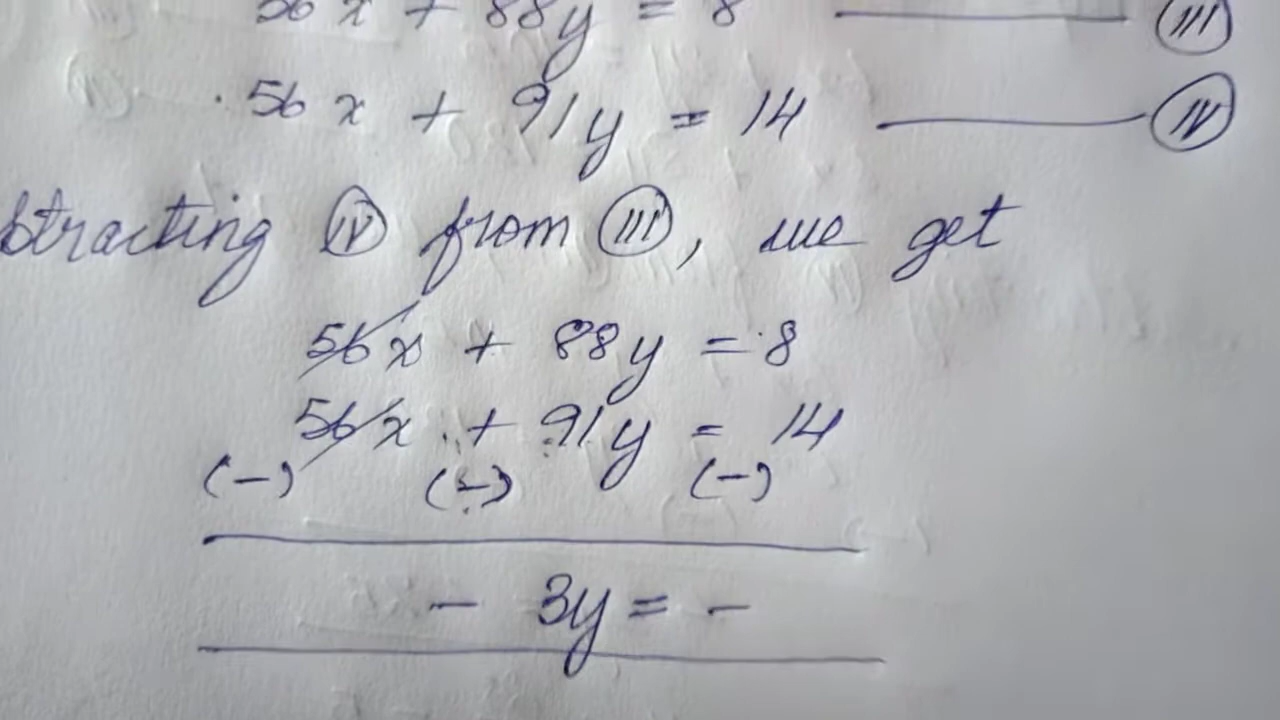 56x + 88y = 8 ——— (III)
56x + 91y = 14 ——— (IV)
btracting (IV) from (III), we get
56x + 88y = 8
56x + 91y = 14
(-) (-) (-)
- 3y = -